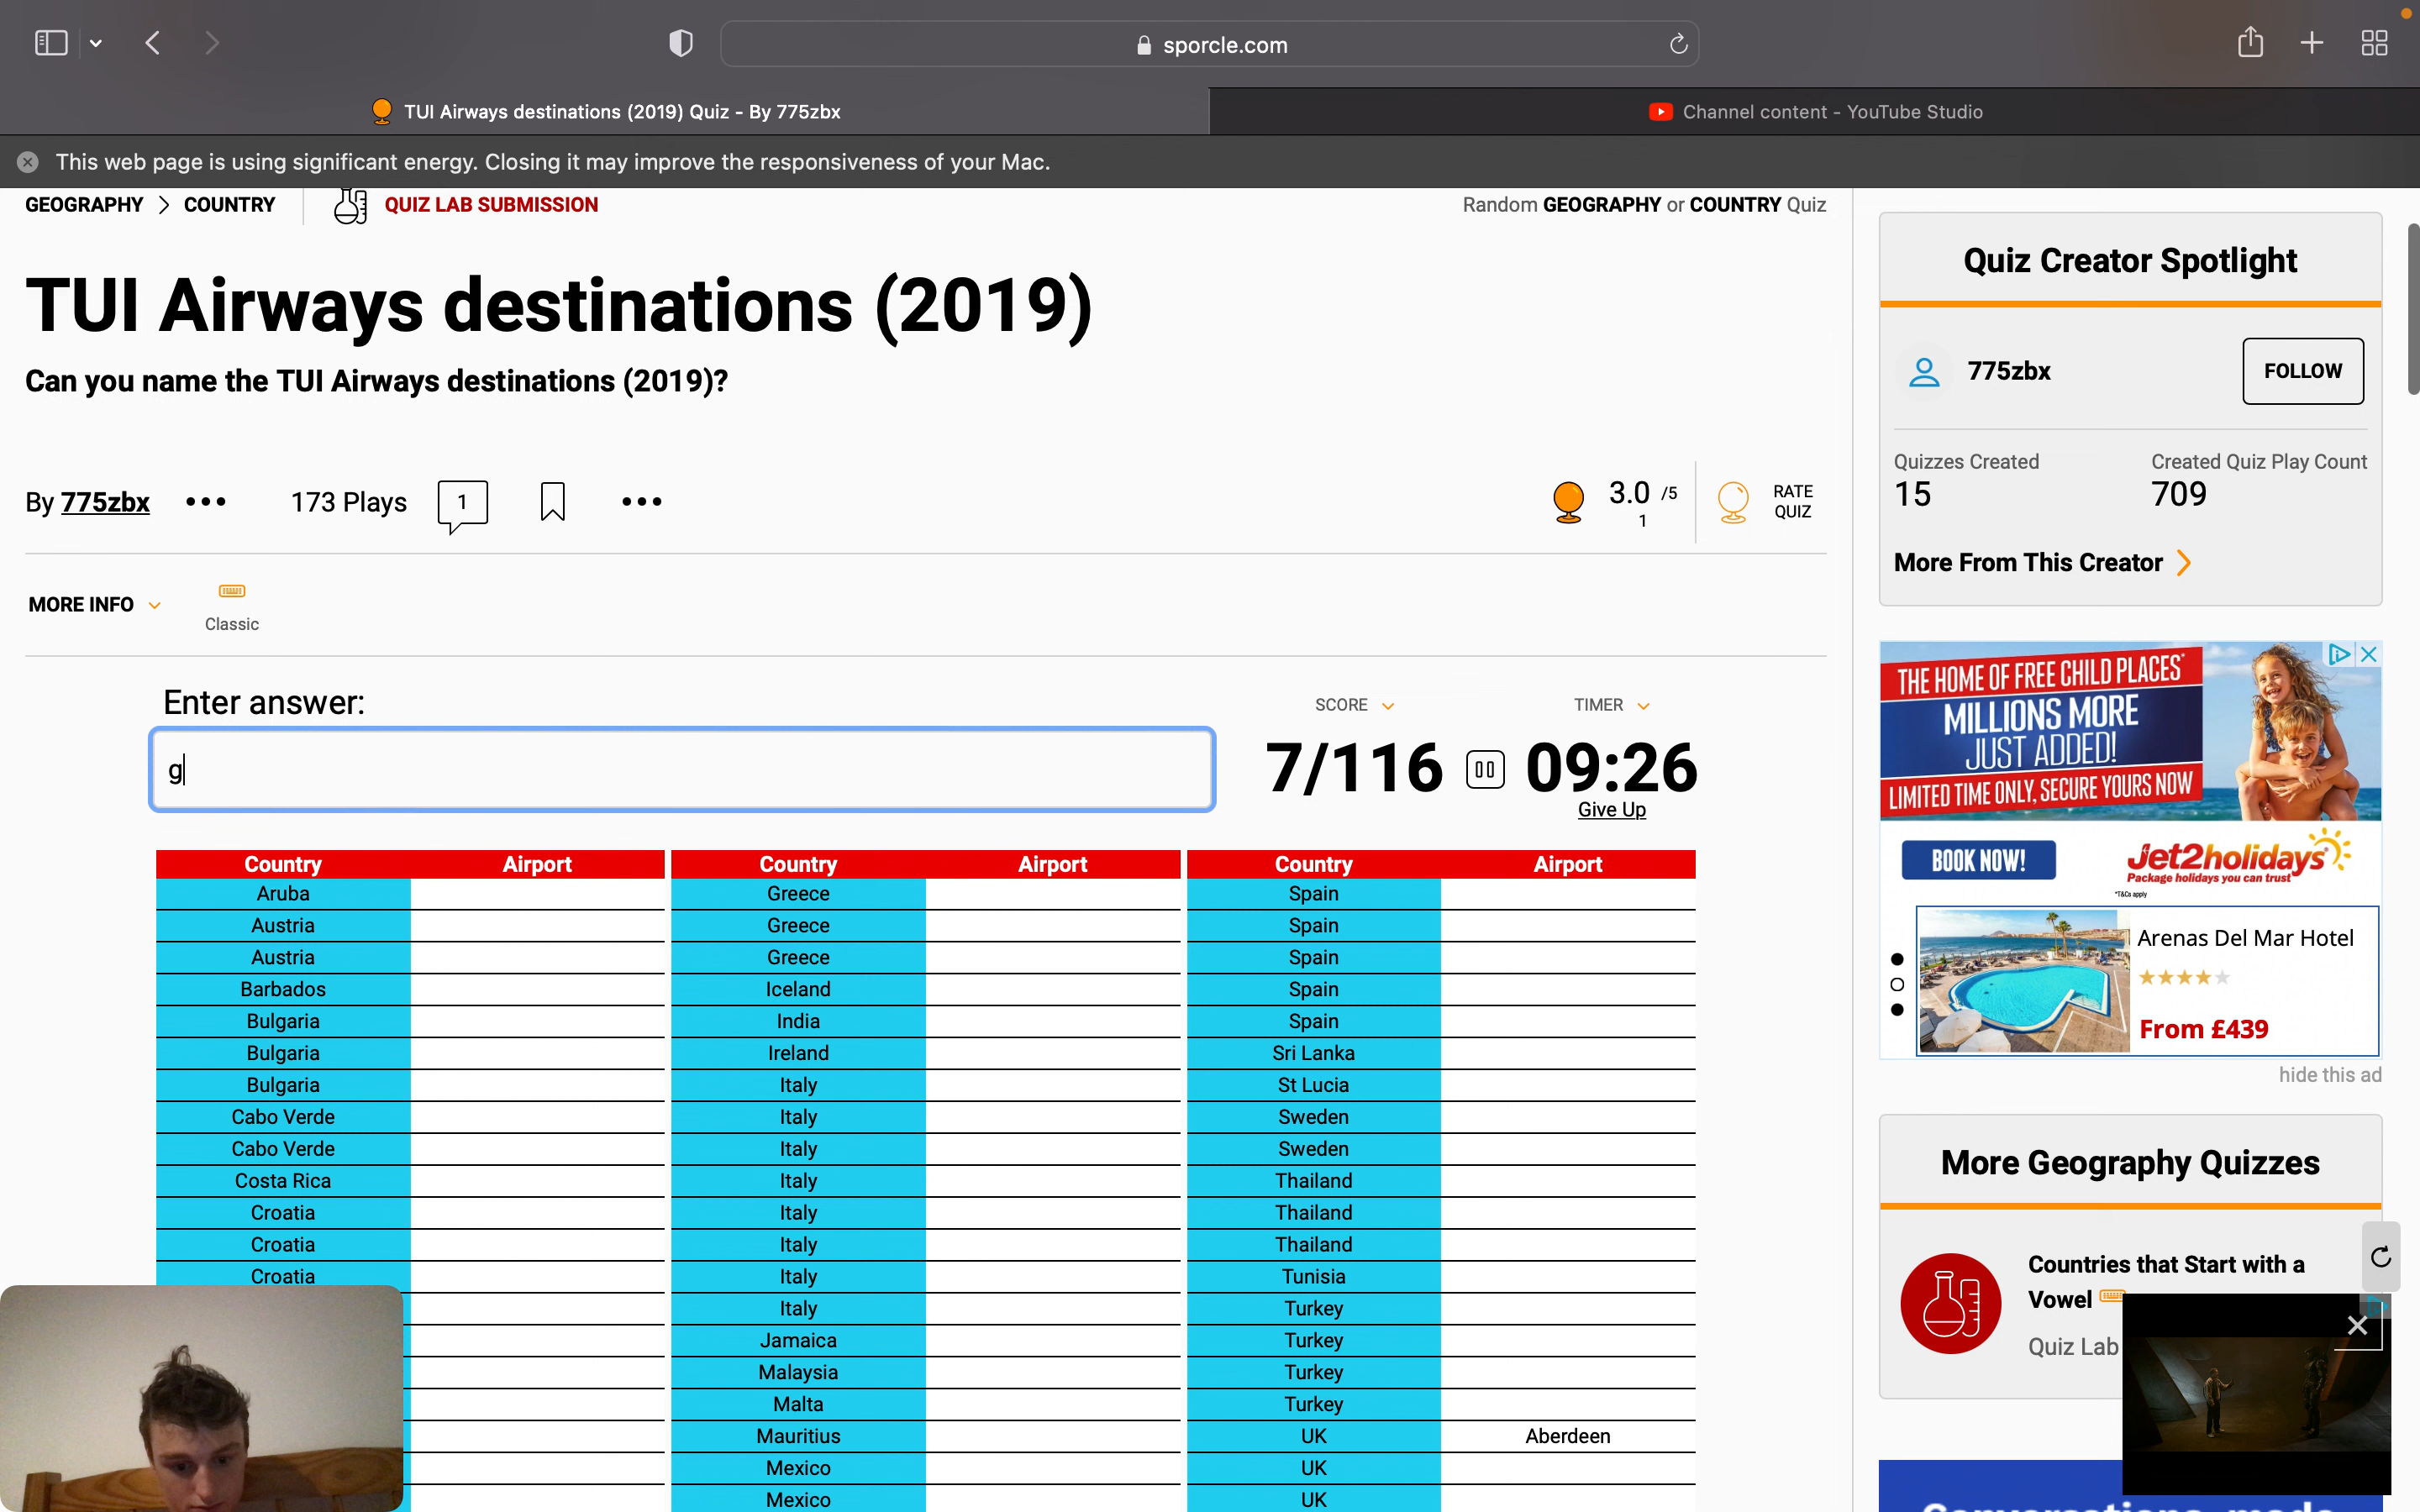 sporcle.com
TUI Airways destinations (2019) Quiz - By 775zbx
Channel content - YouTube Studio
This web page is using significant energy. Closing it may improve the responsiveness of your Mac.
GEOGRAPHY > COUNTRY
QUIZ LAB SUBMISSION
Random GEOGRAPHY or COUNTRY Quiz
TUI Airways destinations (2019)
Can you name the TUI Airways destinations (2019)?
By 775zbx ••• 173 Plays 1 •••
3.0 /5
1
RATE
QUIZ
MORE INFO
Classic
Enter answer:
g
SCORE
7/116
TIMER
09:26
Give Up
Country Airport Country Airport Country Airport
Aruba Greece Spain
Austria Greece Spain
Austria Greece Spain
Barbados Iceland Spain
Bulgaria India Spain
Bulgaria Ireland Sri Lanka
Bulgaria Italy St Lucia
Cabo Verde Italy Sweden
Cabo Verde Italy Sweden
Costa Rica Italy Thailand
Croatia Italy Thailand
Croatia Italy Thailand
Croatia Italy Tunisia
Italy Turkey
Jamaica Turkey
Malaysia Turkey
Malta Turkey
Mauritius UK Aberdeen
Mexico UK
Mexico UK
Quiz Creator Spotlight
775zbx
FOLLOW
Quizzes Created
15
Created Quiz Play Count
709
More From This Creator
THE HOME OF FREE CHILD PLACES*
MILLIONS MORE
JUST ADDED!
LIMITED TIME ONLY, SECURE YOURS NOW
BOOK NOW!
Jet2holidays
Package holidays you can trust
*T&Cs apply
Arenas Del Mar Hotel
From £439
hide this ad
More Geography Quizzes
Countries that Start with a
Vowel
Quiz Lab